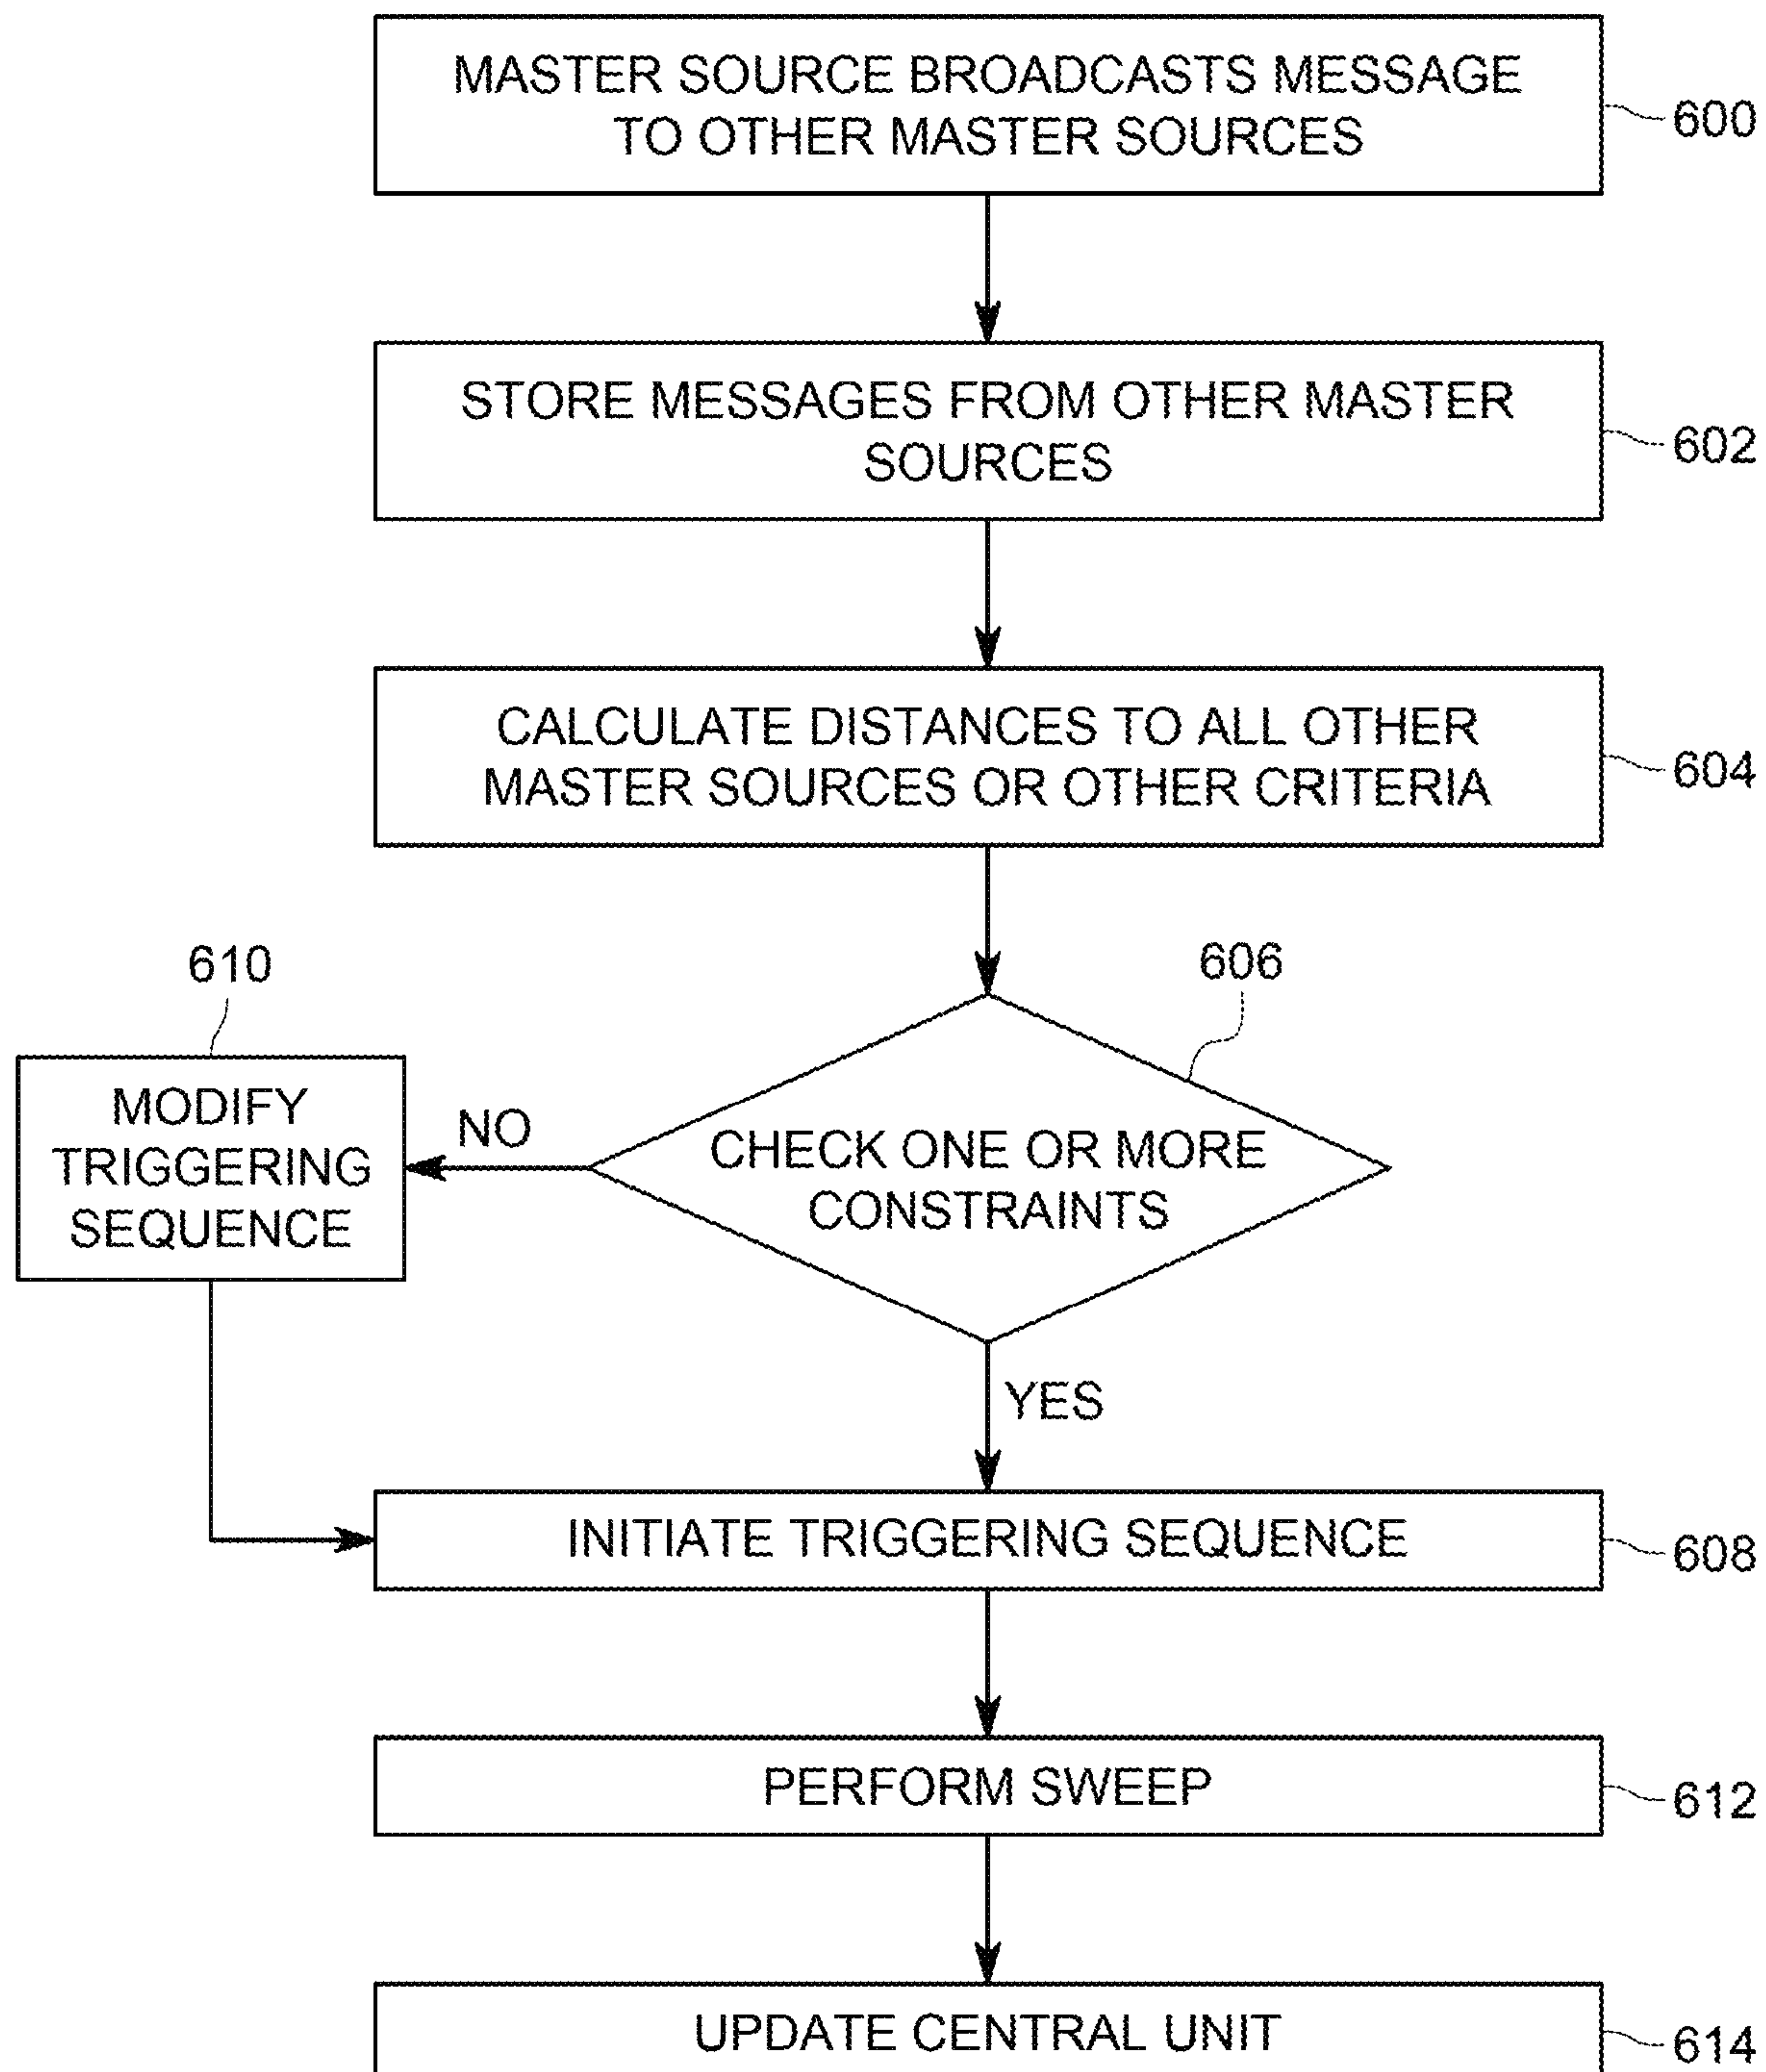 MASTER SOURCE BROADCASTS MESSAGE
TO OTHER MASTER SOURCES
600
STORE MESSAGES FROM OTHER MASTER
SOURCES
602
CALCULATE DISTANCES TO ALL OTHER
MASTER SOURCES OR OTHER CRITERIA
604
610
606
MODIFY
TRIGGERING
SEQUENCE
NO
CHECK ONE OR MORE
CONSTRAINTS
YES
INITIATE TRIGGERING SEQUENCE
608
PERFORM SWEEP
612
UPDATE CENTRAL UNIT
614